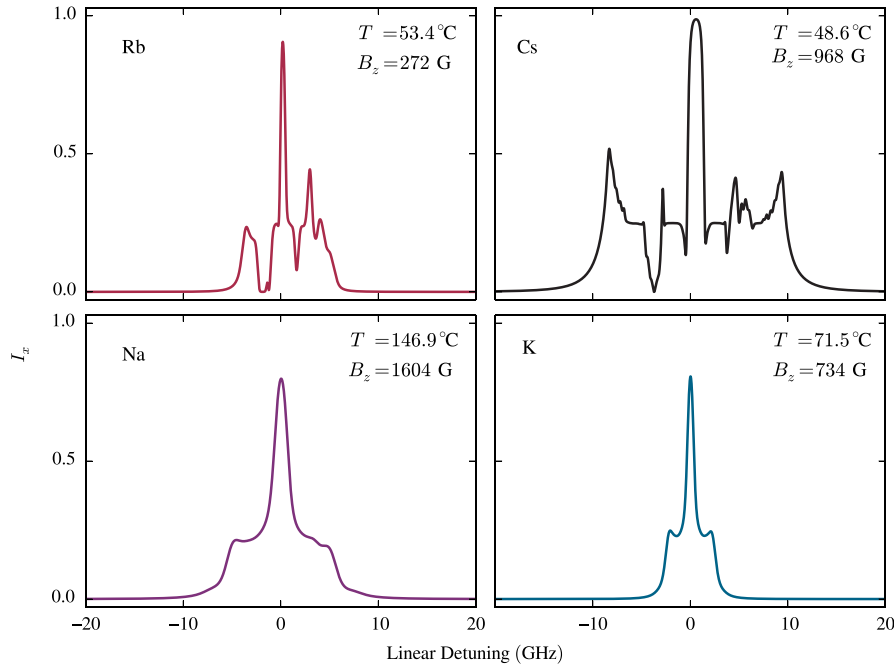 1.0
0.5
0.0
Rb
T =53.4°C
B_z=272 G
Cs
T =48.6°C
B_z=968 G
1.0
0.5
0.0
Na
T =146.9°C
B_z=1604 G
K
T =71.5°C
B_z=734 G
I_x
−20 −10 0 10 20 −10 0 10 20
Linear Detuning (GHz)